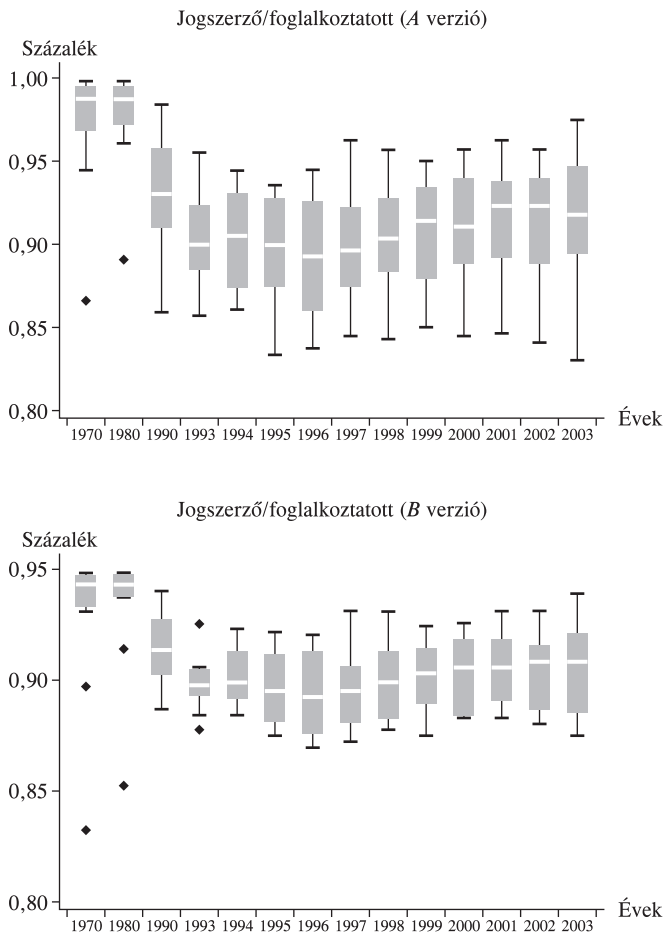 Jogszerző/foglalkoztatott (A verzió)
Százalék
1,00
0,95
0,90
0,85
0,80
Évek
1970 1980 1990 1993 1994 1995 1996 1997 1998 1999 2000 2001 2002 2003
Jogszerző/foglalkoztatott (B verzió)
Százalék
0,95
0,90
0,85
0,80
Évek
1970 1980 1990 1993 1994 1995 1996 1997 1998 1999 2000 2001 2002 2003